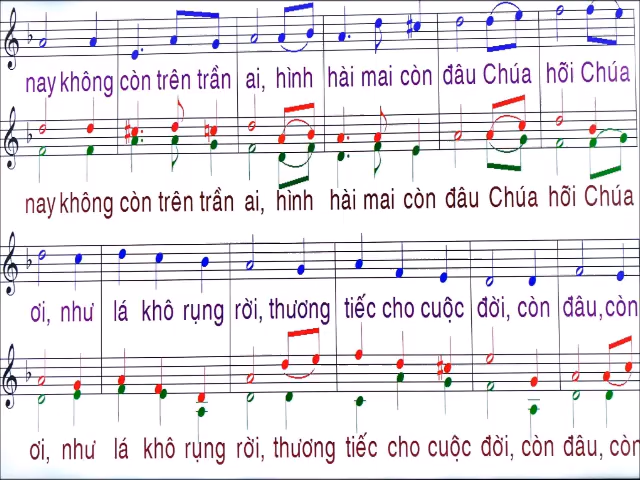 nay không còn trên trần ai, hình hài mai còn đâu Chúa hỡi Chúa
nay không còn trên trần ai, hình hài mai còn đâu Chúa hỡi Chúa
ơi, như lá khô rụng rời, thương tiếc cho cuộc đời, còn đâu, còn
ơi, như lá khô rụng rời, thương tiếc cho cuộc đời, còn đâu, còn